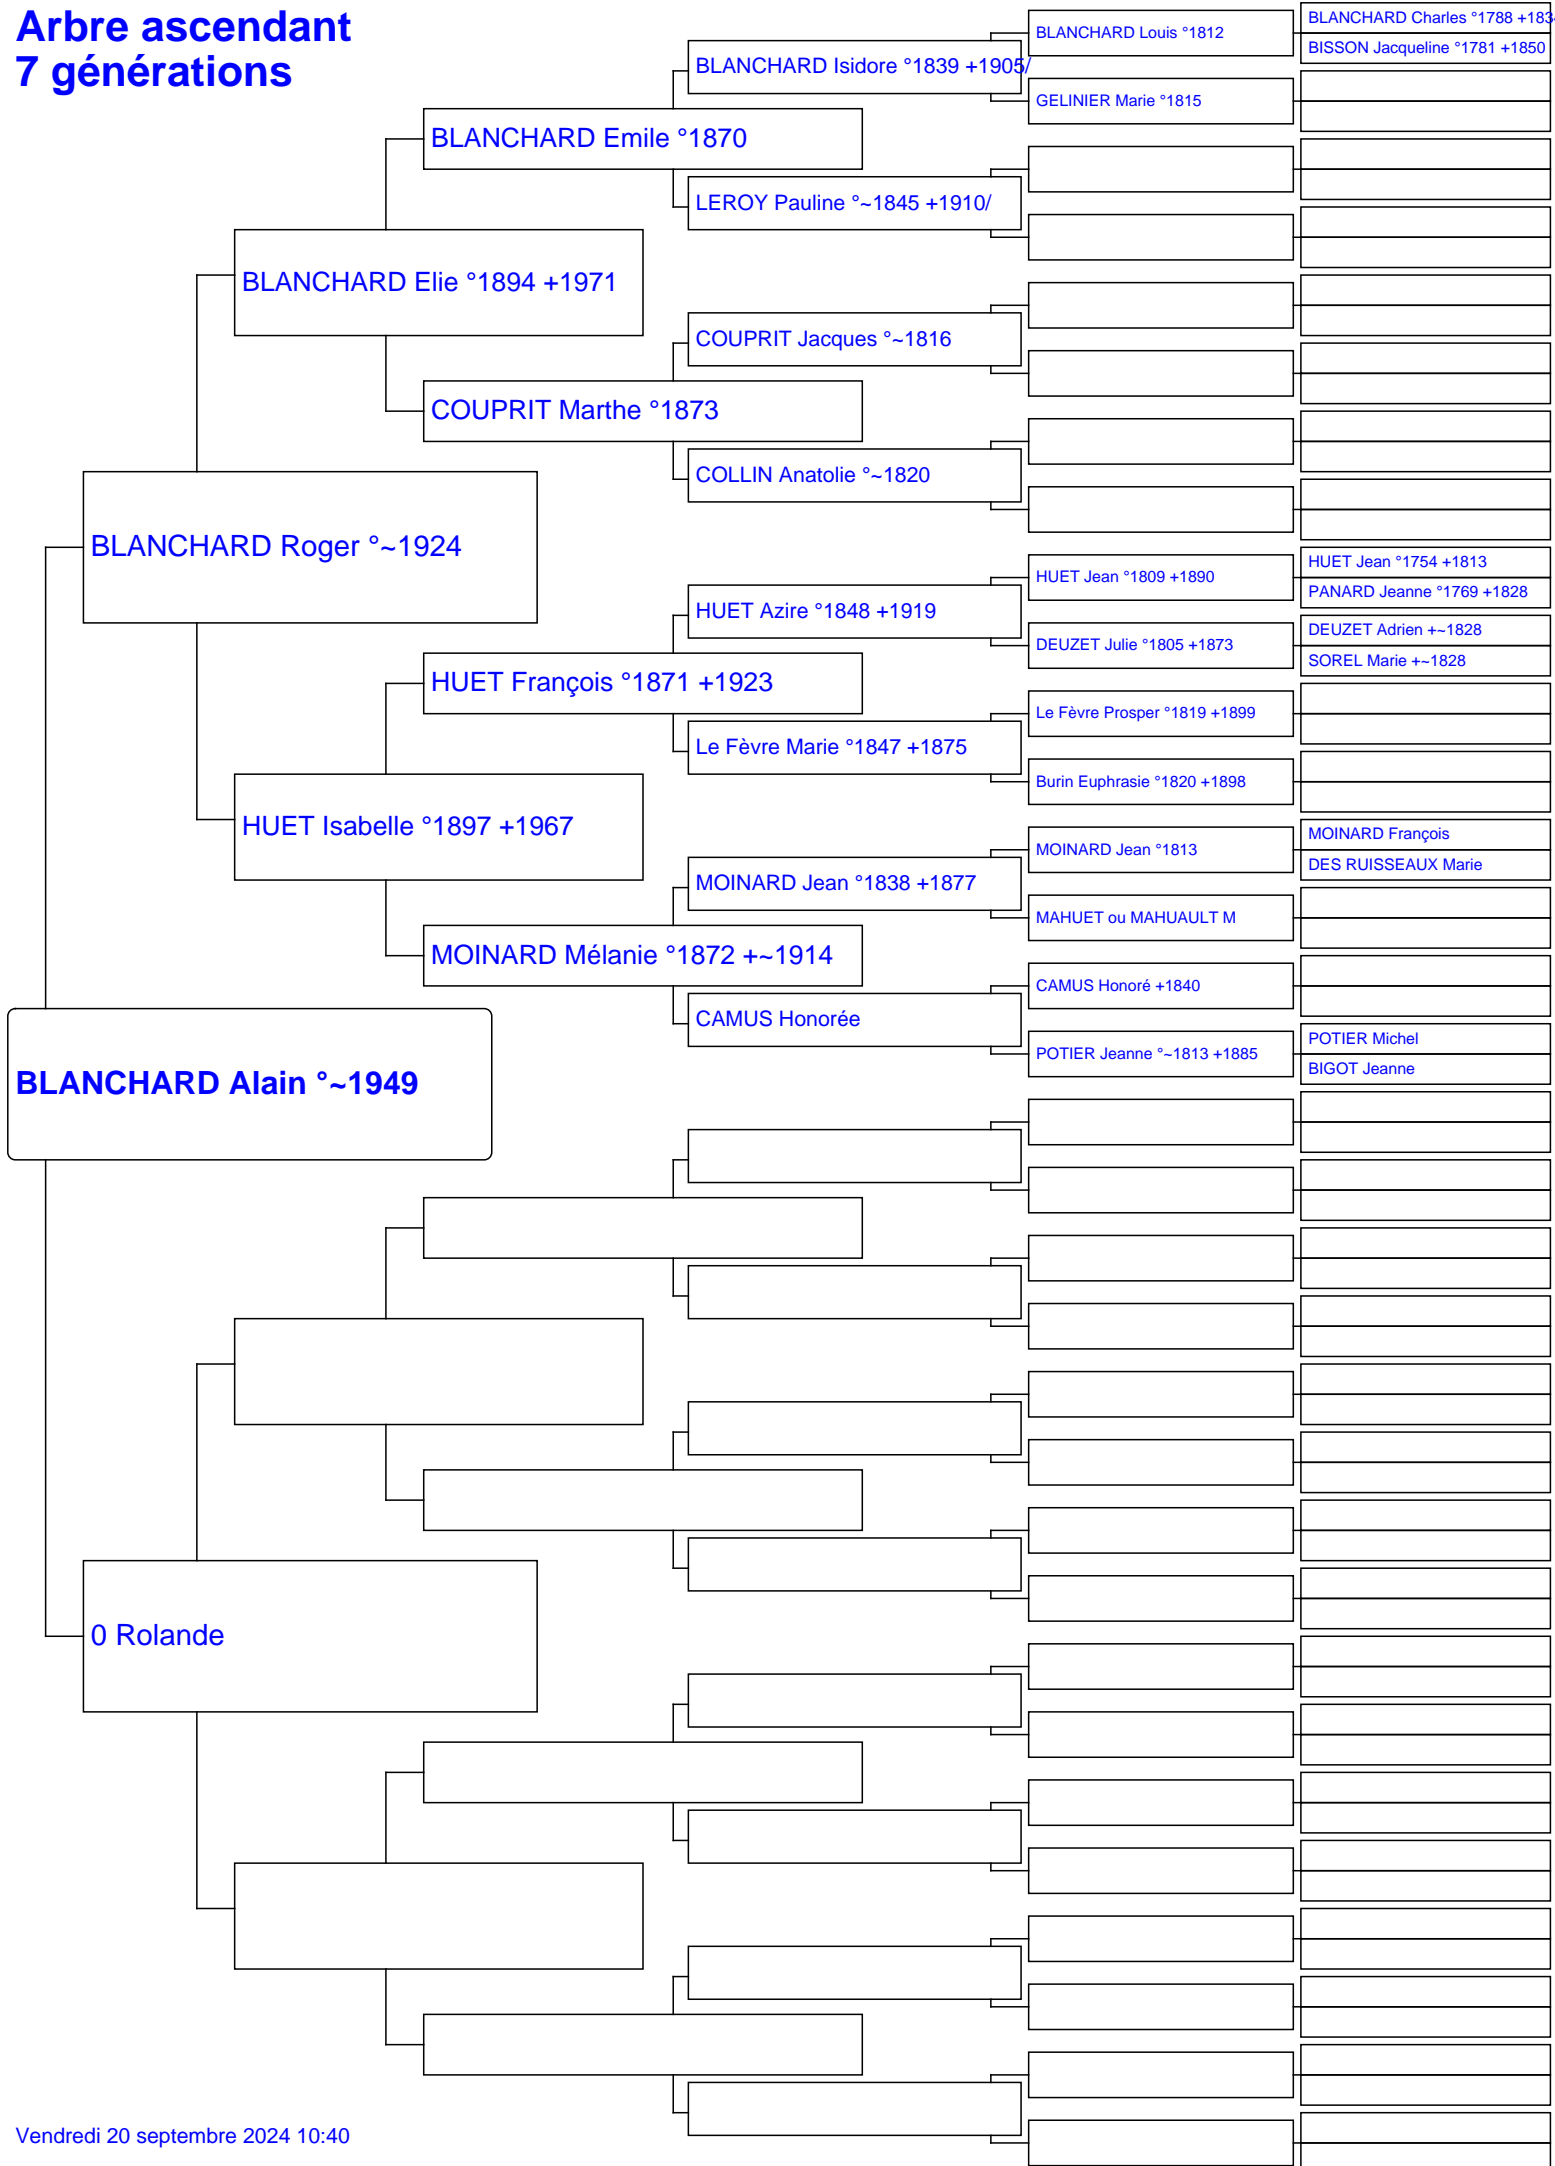 Arbre ascendant
7 générations
BLANCHARD Alain °~1949
BLANCHARD Roger °~1924
0 Rolande
BLANCHARD Elie °1894 +1971
HUET Isabelle °1897 +1967
BLANCHARD Emile °1870
COUPRIT Marthe °1873
HUET François °1871 +1923
MOINARD Mélanie °1872 +~1914
BLANCHARD Isidore °1839 +1905/
LEROY Pauline °~1845 +1910/
COUPRIT Jacques °~1816
COLLIN Anatolie °~1820
HUET Azire °1848 +1919
Le Fèvre Marie °1847 +1875
MOINARD Jean °1838 +1877
CAMUS Honorée
BLANCHARD Louis °1812
GELINIER Marie °1815
HUET Jean °1809 +1890
DEUZET Julie °1805 +1873
Le Fèvre Prosper °1819 +1899
Burin Euphrasie °1820 +1898
MOINARD Jean °1813
MAHUET ou MAHUAULT M
CAMUS Honoré +1840
POTIER Jeanne °~1813 +1885
BLANCHARD Charles °1788
BISSON Jacqueline °1781 +1850
HUET Jean °1754 +1813
PANARD Jeanne °1769 +1828
DEUZET Adrien +~1828
SOREL Marie +~1828
MOINARD François
DES RUISSEAUX Marie
POTIER Michel
BIGOT Jeanne
Vendredi 20 septembre 2024 10:40